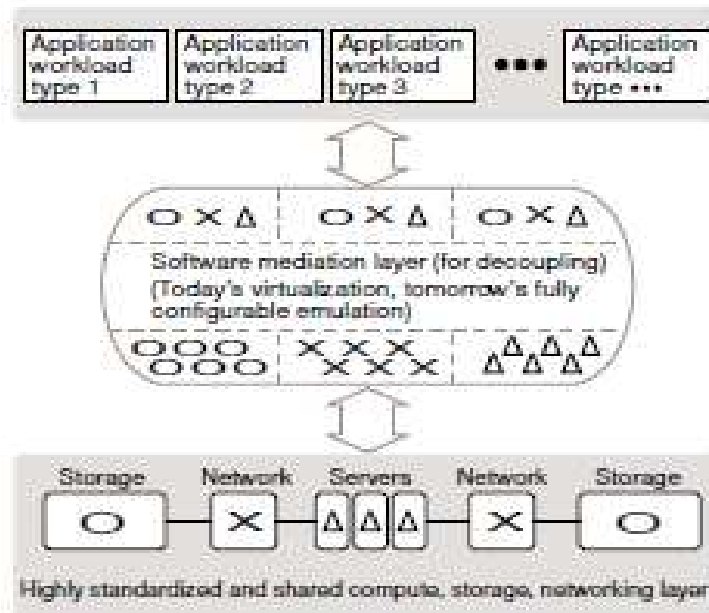 Application workload type 1
Application workload type 2
Application workload type 3
•••
Application workload type •••
O X Δ
O X Δ
O X Δ
Software mediation layer (for decoupling)
(Today's virtualization, tomorrow's fully
configurable emulation)
O O O
O O O
X X X
X X X
Δ Δ Δ
Δ Δ Δ
Storage
Network
Servers
Network
Storage
O
X
Δ Δ Δ
X
O
Highly standardized and shared compute, storage, networking layer